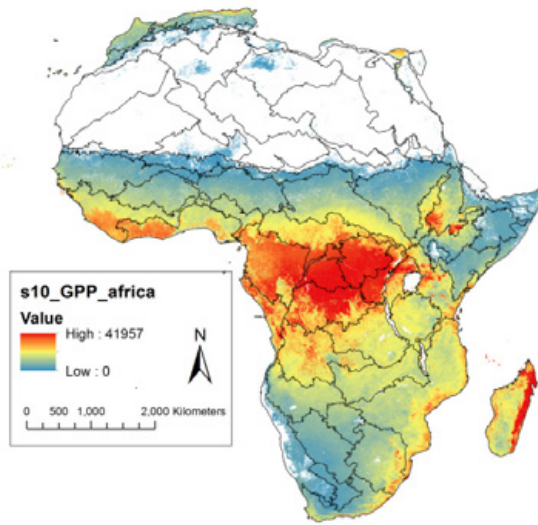 s10_GPP_africa
Value
High : 41957
Low : 0
N
0 500 1,000 2,000 Kilometers